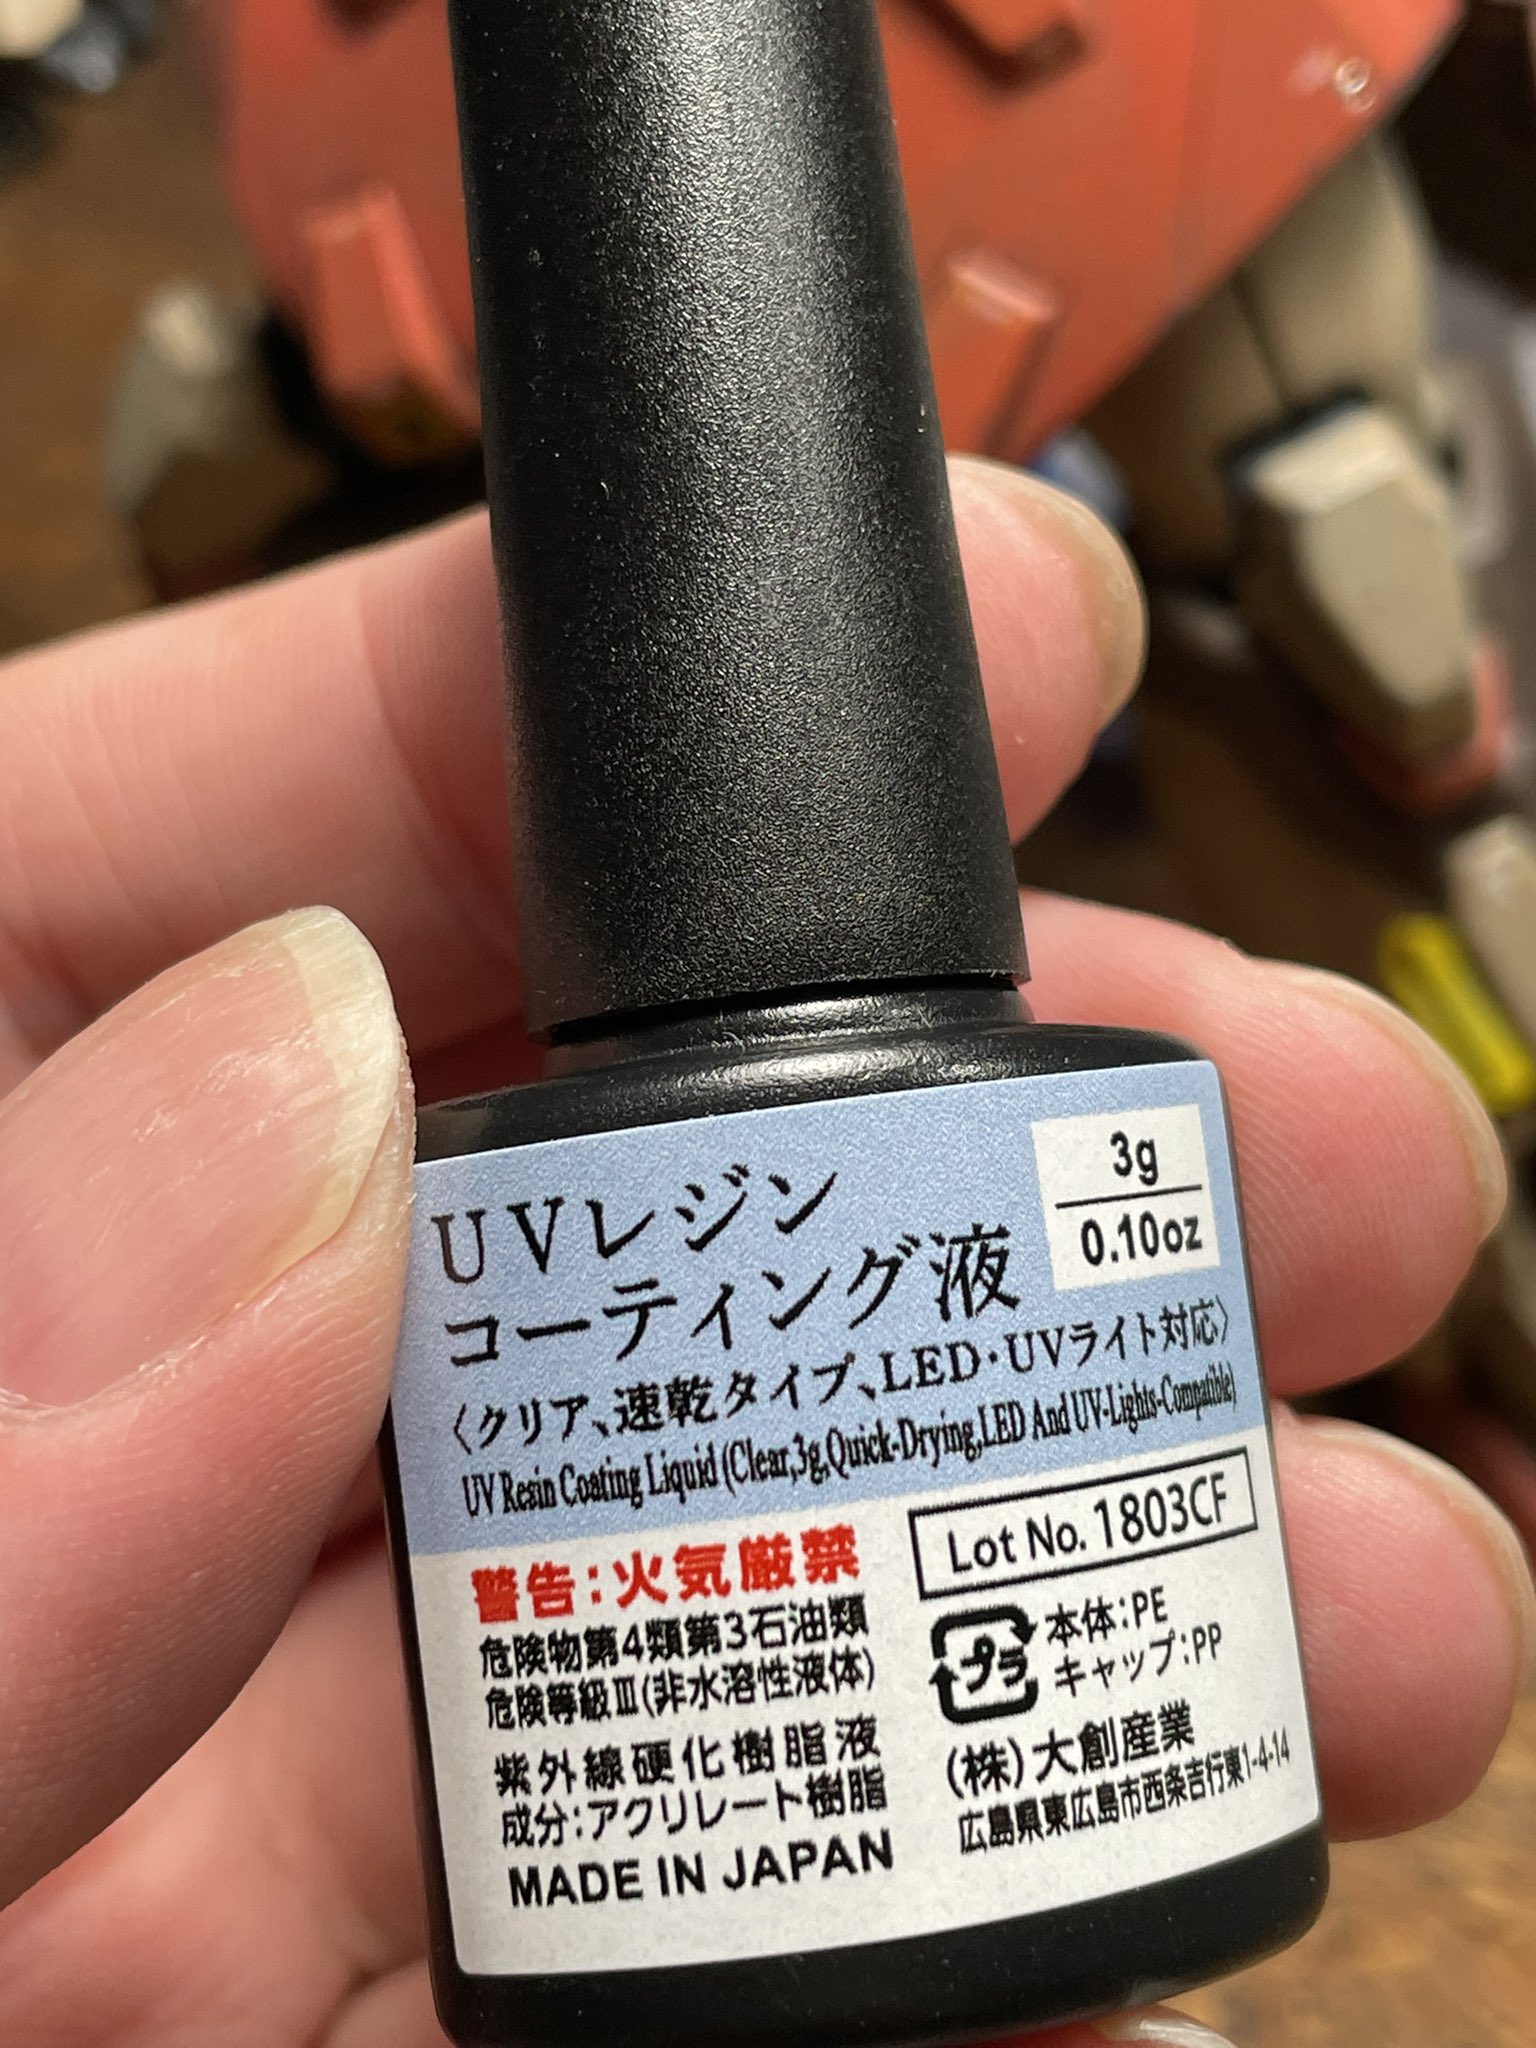 UVレジン
コーティング液
3g
0.10oz
〈クリア、速乾タイプ、LED・UVライト対応〉
UV Resin Coating Liquid (Clear,3g,Quick-Drying,LED And UV-Lights-Compatible)
警告:火気厳禁
危険物第4類第3石油類
危険等級Ⅲ(非水溶性液体)
紫外線硬化樹脂液
成分:アクリレート樹脂
MADE IN JAPAN
Lot No. 1803CF
プラ
本体:PE
キャップ:PP
(株)大創産業
広島県東広島市西条吉行東1-4-14